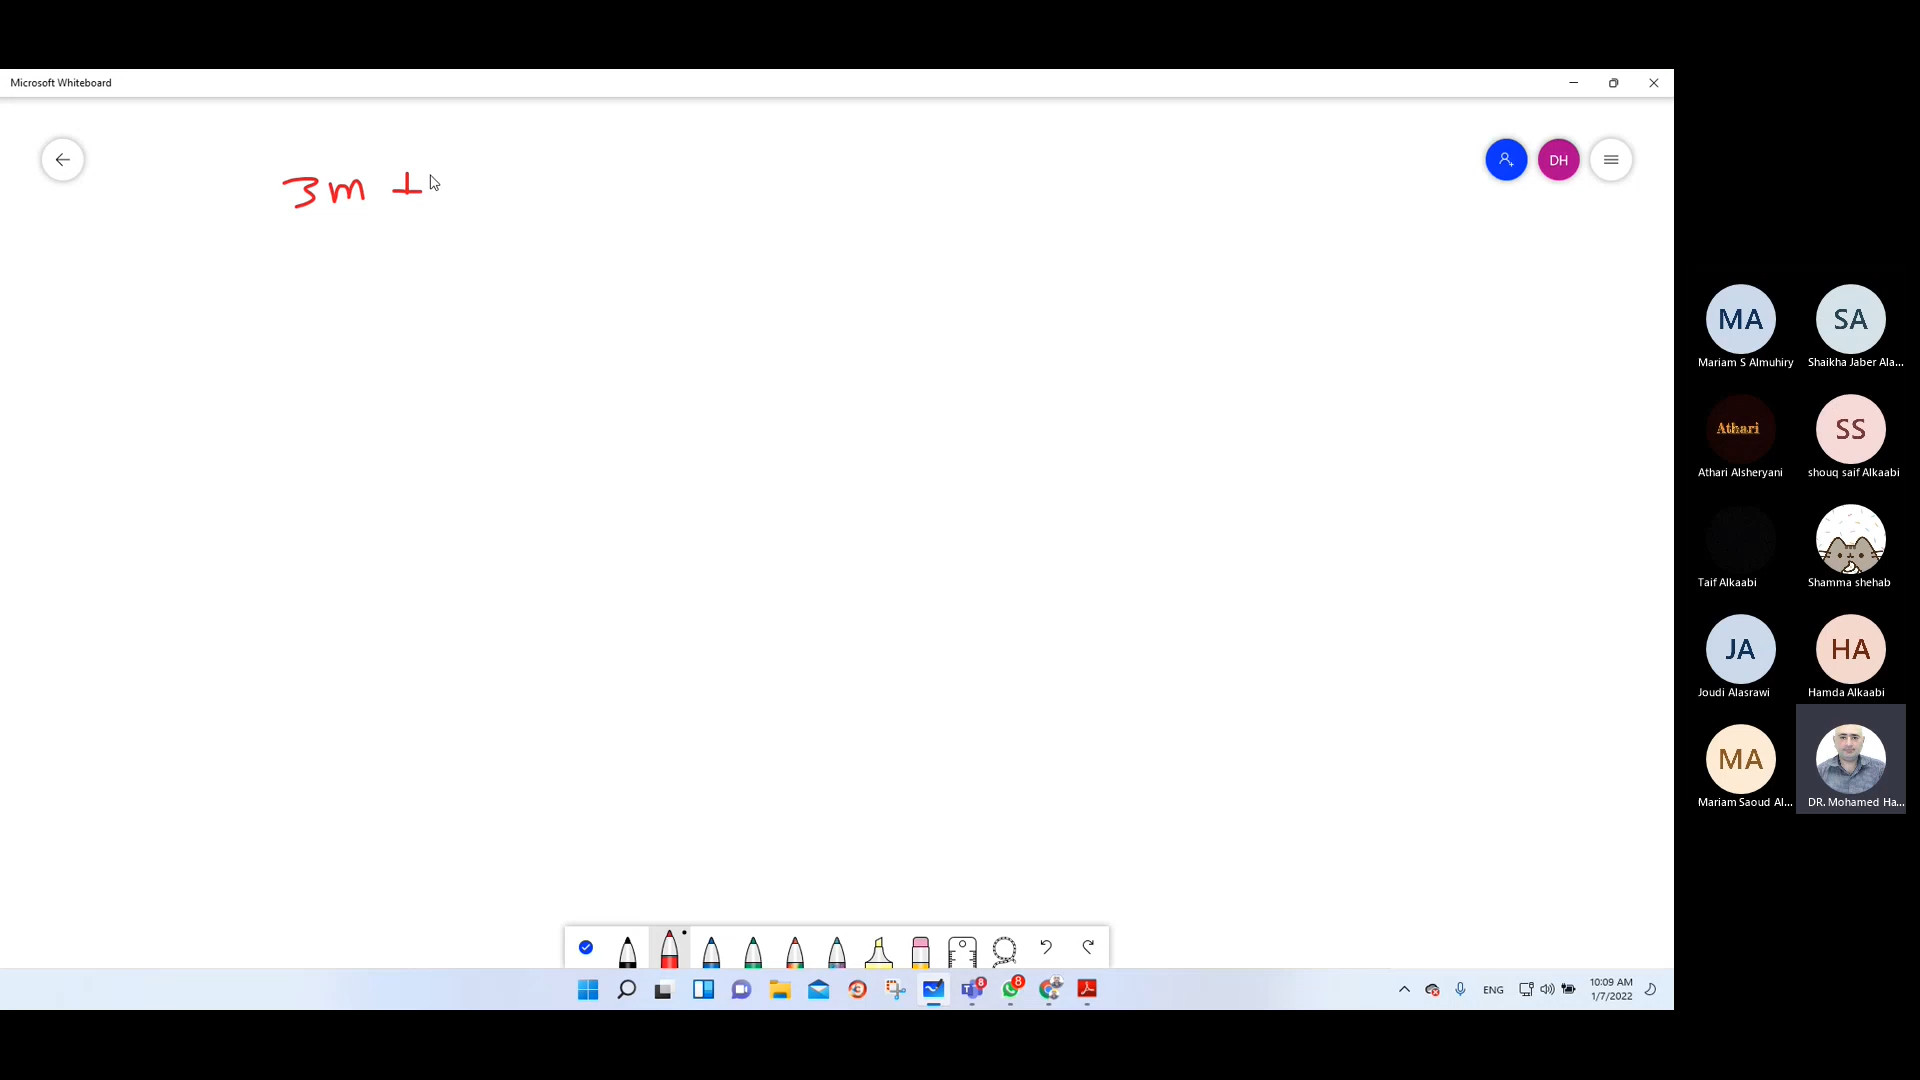 Microsoft Whiteboard
DH
3m +
MA
SA
Mariam S Almuhiry
Shaikha Jaber Ala...
Athari
SS
Athari Alsheryani
shouq saif Alkaabi
Taif Alkaabi
Shamma shehab
JA
HA
Joudi Alasrawi
Hamda Alkaabi
MA
Mariam Saoud Al...
DR. Mohamed Ha...
8
8
ENG
10:09 AM
1/7/2022